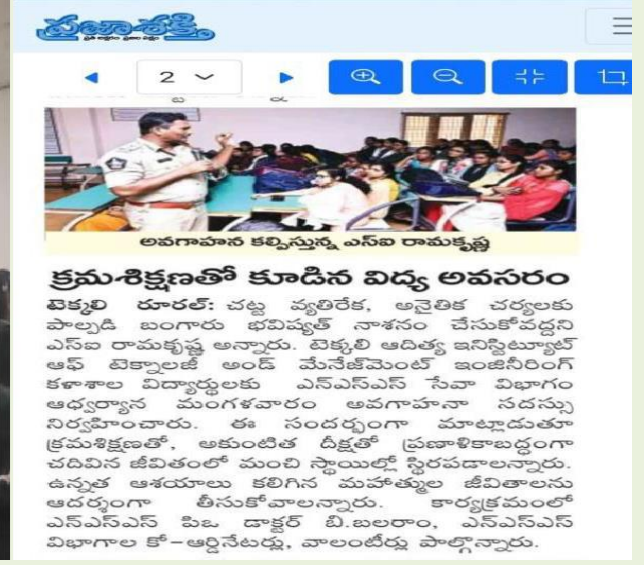 ప్రజాశక్తి
2
అవగాహన కల్పిస్తున్న ఎస్ఐ రామకృష్ణ
క్రమశిక్షణతో కూడిన విద్య అవసరం
టెక్కలి రూరల్: చట్ట వ్యతిరేక, అనైతిక చర్యలకు
పాల్పడి బంగారు భవిష్యత్ నాశనం చేసుకోవద్దని
ఎస్ఐ రామకృష్ణ అన్నారు. టెక్కలి ఆదిత్య ఇనిస్టిట్యూట్
ఆఫ్ టెక్నాలజీ అండ్ మేనేజ్‌మెంట్ ఇంజినీరింగ్
కళాశాల విద్యార్థులకు ఎన్ఎస్ఎస్ సేవా విభాగం
ఆధ్వర్యాన మంగళవారం అవగాహనా సదస్సు
నిర్వహించారు. ఈ సందర్భంగా మాట్లాడుతూ
క్రమశిక్షణతో, అకుంటిత దీక్షతో ప్రణాళికాబద్ధంగా
చదివిన జీవితంలో మంచి స్థాయిల్లో స్థిరపడాలన్నారు.
ఉన్నత ఆశయాలు కలిగిన మహాత్ముల జీవితాలను
ఆదర్శంగా తీసుకోవాలన్నారు. కార్యక్రమంలో
ఎన్ఎస్ఎస్ పిఒ డాక్టర్ బి.బలరాం, ఎన్ఎస్ఎస్
విభాగాల కో-ఆర్డినేటర్లు, వాలంటీర్లు పాల్గొన్నారు.